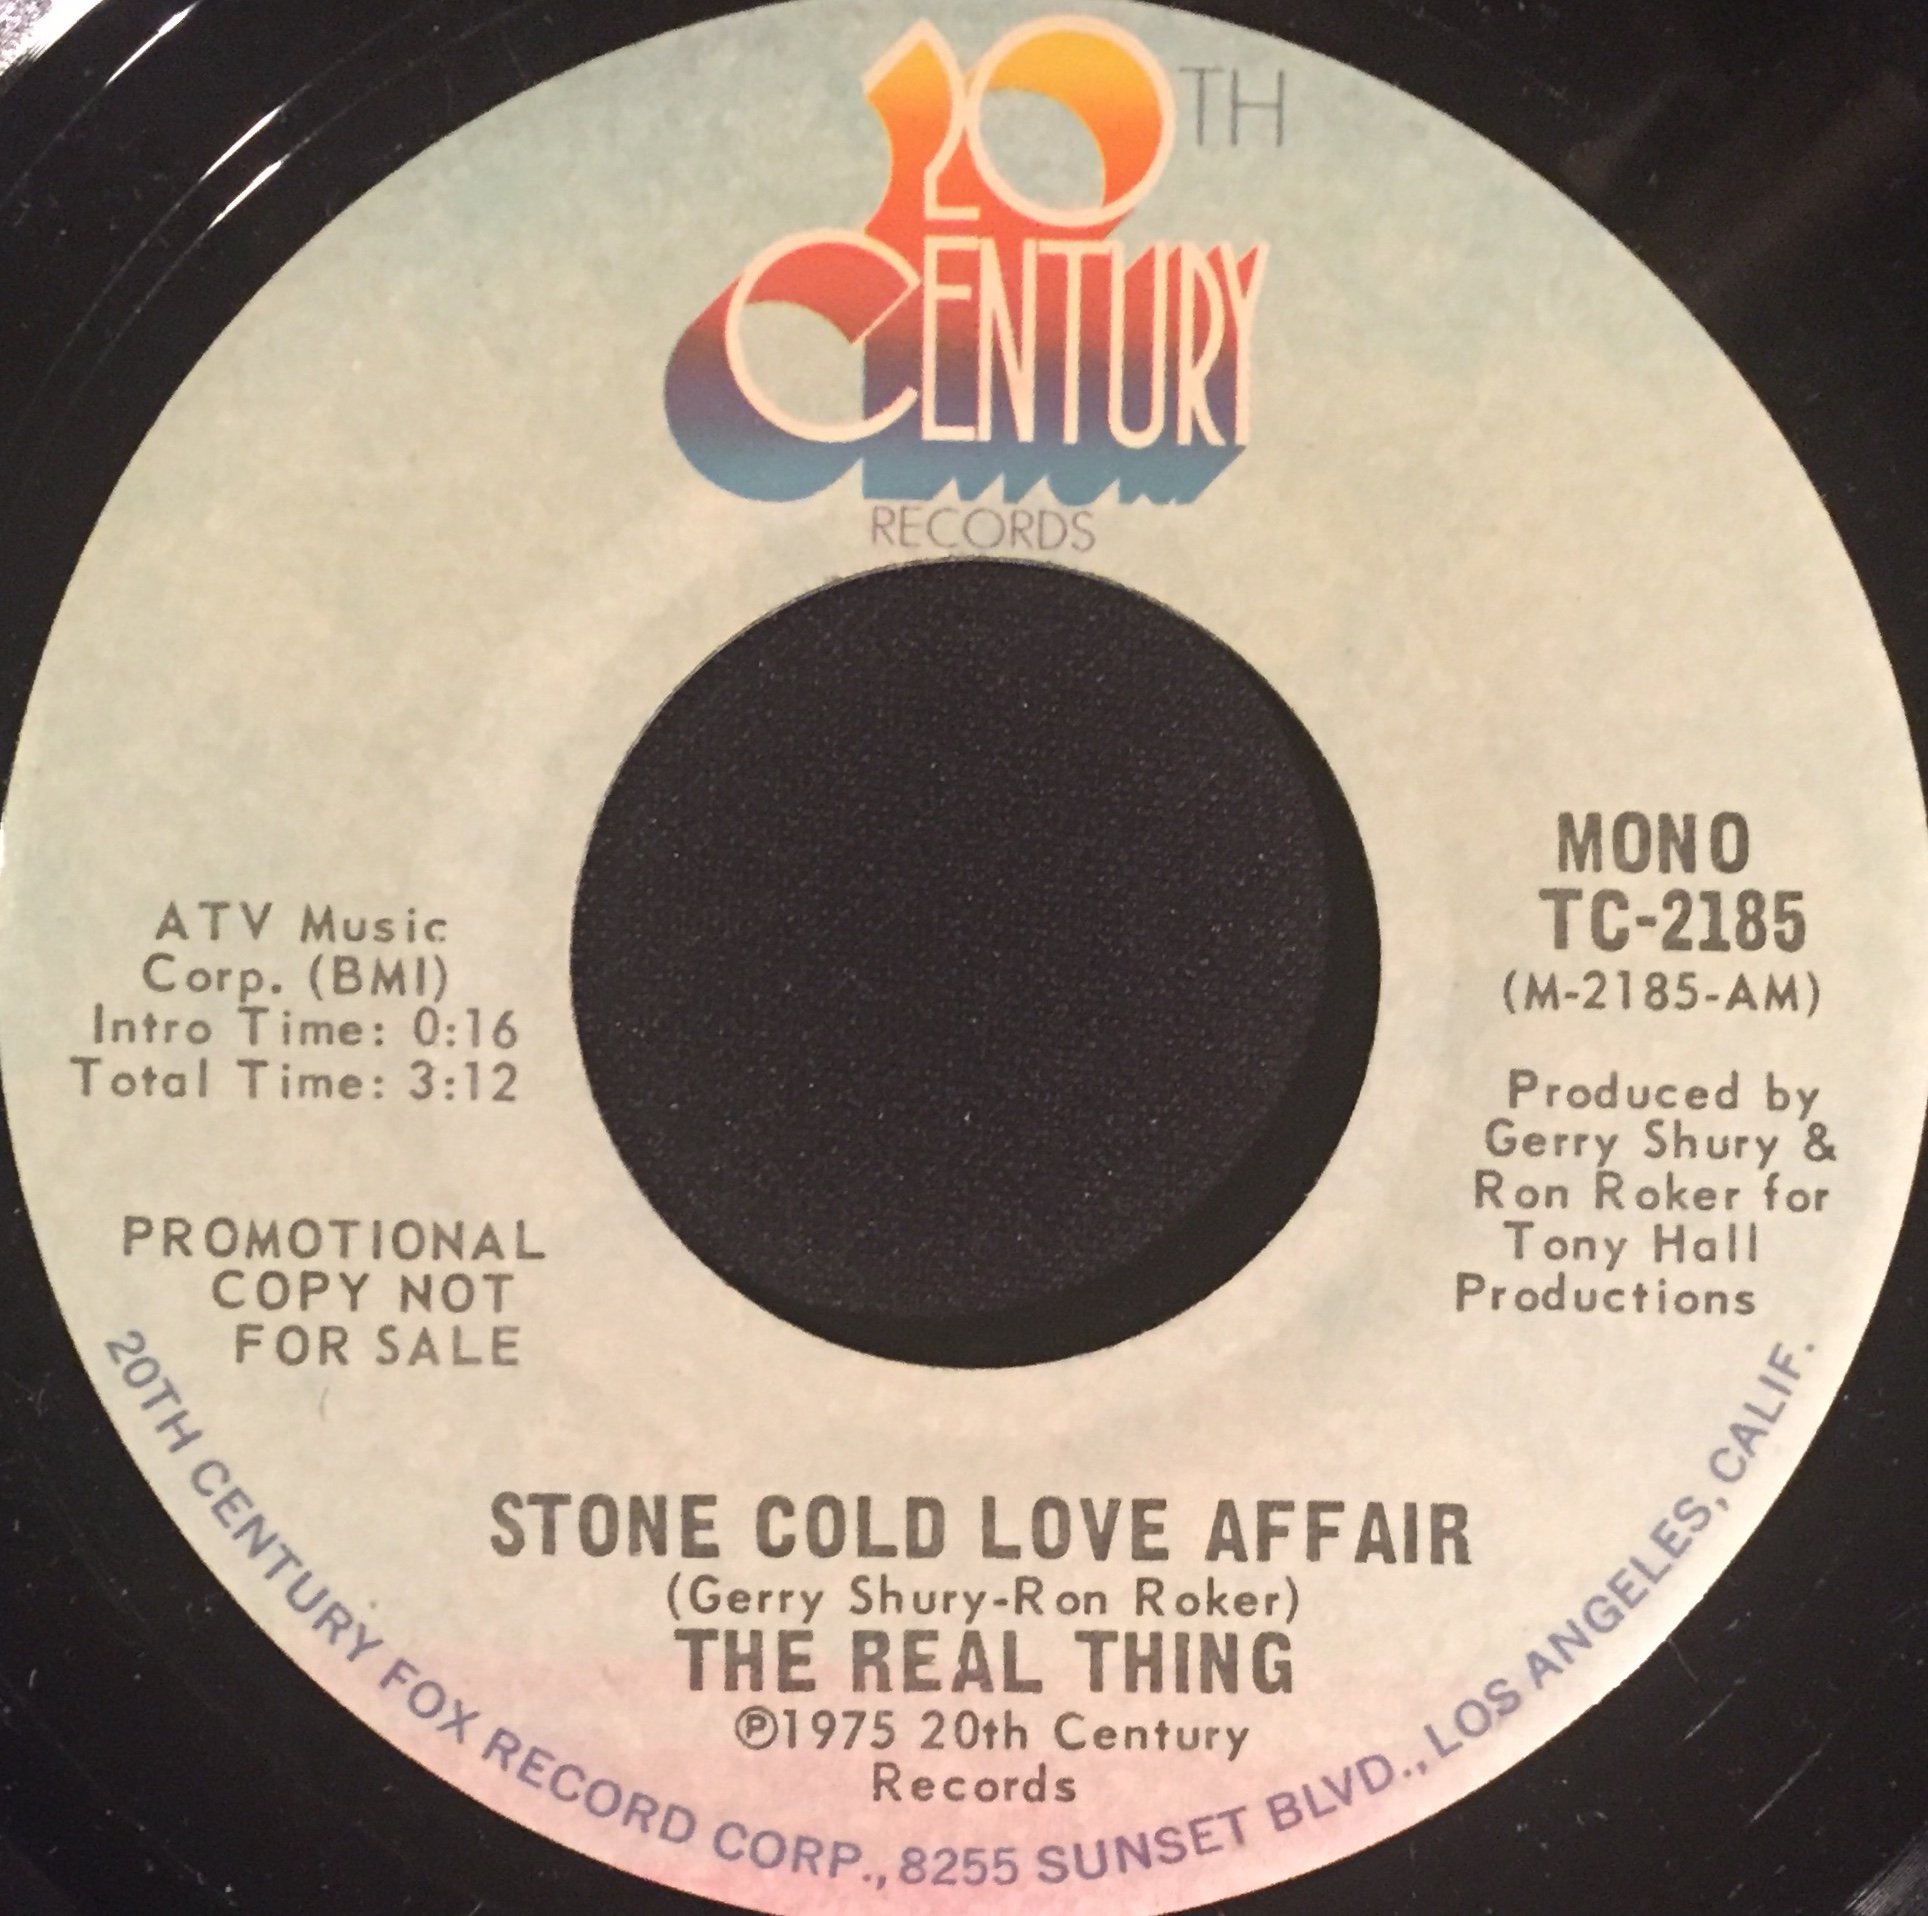 20TH
CENTURY
RECORDS
MONO
TC-2185
(M-2185-AM)
ATV Music
Corp. (BMI)
Intro Time: 0:16
Total Time: 3:12
Produced by
Gerry Shury &
Ron Roker for
Tony Hall
Productions
PROMOTIONAL
COPY NOT
FOR SALE
STONE COLD LOVE AFFAIR
(Gerry Shury-Ron Roker)
THE REAL THING
℗1975 20th Century
Records
20TH CENTURY FOX RECORD CORP., 8255 SUNSET BLVD., LOS ANGELES, CALIF.